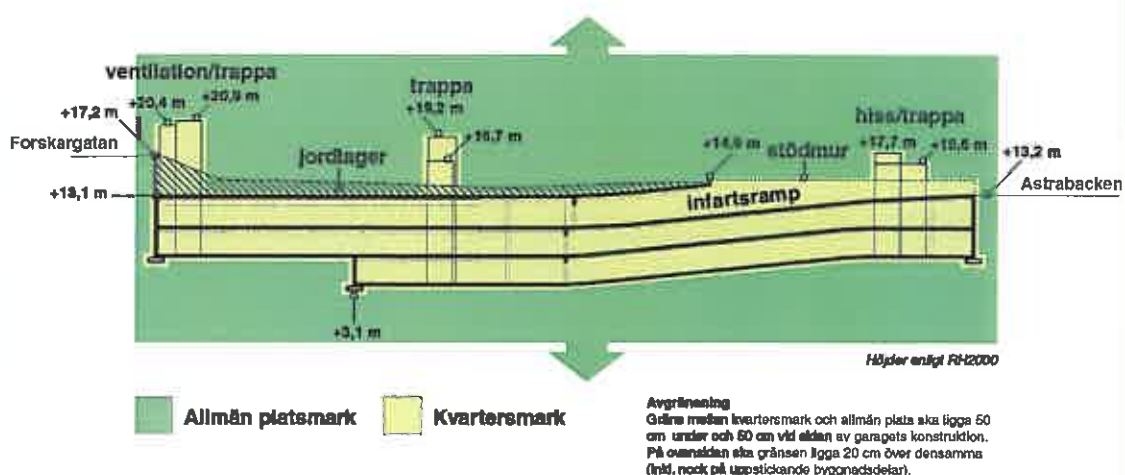 ventilation/trappa
+20,4 m
+20,9 m
+17,2 m
Forskargatan
jordlager
trappa
+19,2 m
+16,7 m
+14,9 m
stödmur
hiss/trappa
+17,7 m
+13,2 m
Astrabacken
+13,1 m
infartsramp
+3,1 m
Höjder enligt RH2000
Allmän platsmark
Kvartersmark
Avgränsning
Gräns mellan kvartersmark och allmän plats ska ligga 50
cm under och 50 cm vid sidan av garagets konstruktion.
På ovansidan ska gränsen ligga 20 cm över densamma
(inkl. nock på uppstickande byggnadsdelar).